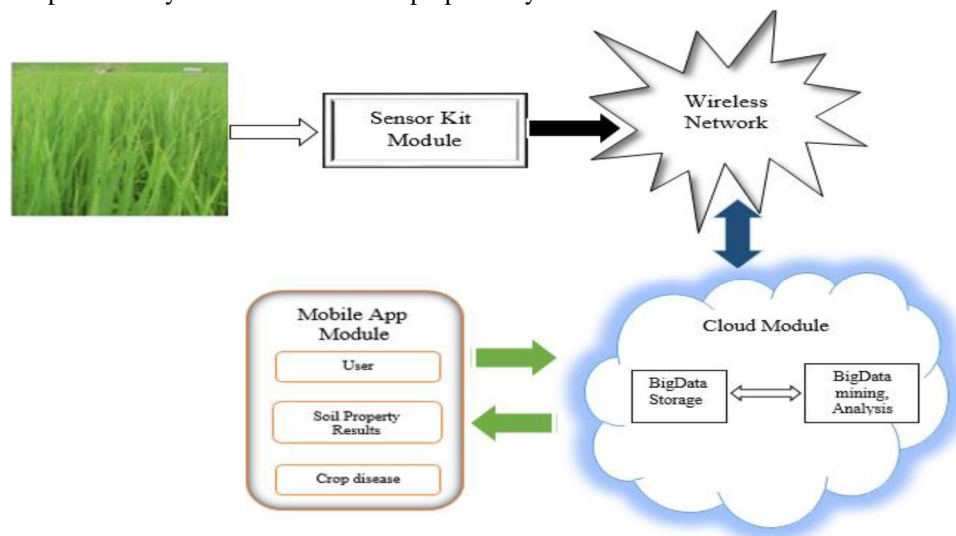 Sensor Kit
Module
Wireless
Network
Mobile App
Module
User
Soil Property
Results
Crop disease
Cloud Module
BigData
Storage
BigData
mining,
Analysis